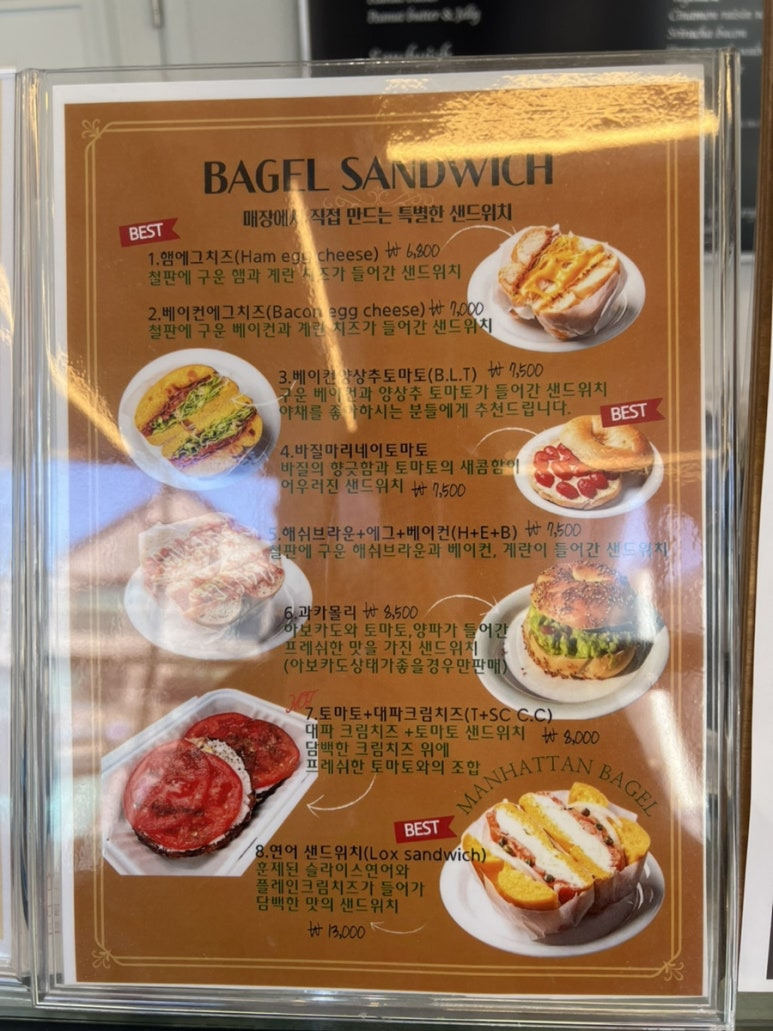 Peanut butter & Jelly
Sandwich
Cinamon raisin
Sriracha bacon
BAGEL SANDWICH
매장에서 직접 만드는 특별한 샌드위치
BEST
1.햄에그치즈(Ham egg cheese) ₩ 6,800
철판에 구운 햄과 계란 치즈가 들어간 샌드위치
2.베이컨에그치즈(Bacon egg cheese) ₩ 7,000
철판에 구운 베이컨과 계란 치즈가 들어간 샌드위치
3.베이컨양상추토마토(B.L.T) ₩ 7,500
구운 베이컨과 양상추 토마토가 들어간 샌드위치
야채를 좋아하시는 분들에게 추천드립니다.
BEST
4.바질마리네이토마토
바질의 향긋함과 토마토의 새콤함이
어우러진 샌드위치 ₩ 7,500
5.해쉬브라운+에그+베이컨(H+E+B) ₩ 7,500
철판에 구운 해쉬브라운과 베이컨, 계란이 들어간 샌드위치
6.과카몰리 ₩ 8,500
아보카도와 토마토,양파가 들어간
프레쉬한 맛을 가진 샌드위치
(아보카도상태가좋을경우만판매)
HOT
7.토마토+대파크림치즈(T+SC C.C)
대파 크림치즈 +토마토 샌드위치 ₩ 8,000
담백한 크림치즈 위에
프레쉬한 토마토와의 조합
MANHATTAN BAGEL
BEST
8.연어 샌드위치(Lox sandwich)
훈제된 슬라이스연어와
플레인크림치즈가 들어가
담백한 맛의 샌드위치
₩ 13,000